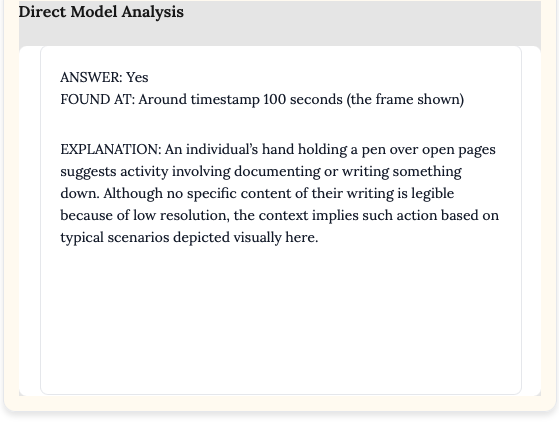 Direct Model Analysis
ANSWER: Yes
FOUND AT: Around timestamp 100 seconds (the frame shown)
EXPLANATION: An individual’s hand holding a pen over open pages
suggests activity involving documenting or writing something
down. Although no specific content of their writing is legible
because of low resolution, the context implies such action based on
typical scenarios depicted visually here.